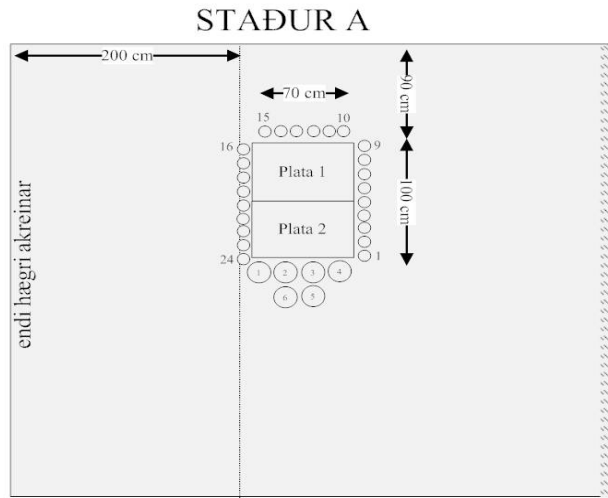 STAÐUR A
200 cm
90 cm
70 cm
15
10
16
9
Plata 1
100 cm
Plata 2
endi hægri akreinar
24
1
1
2
3
4
6
5